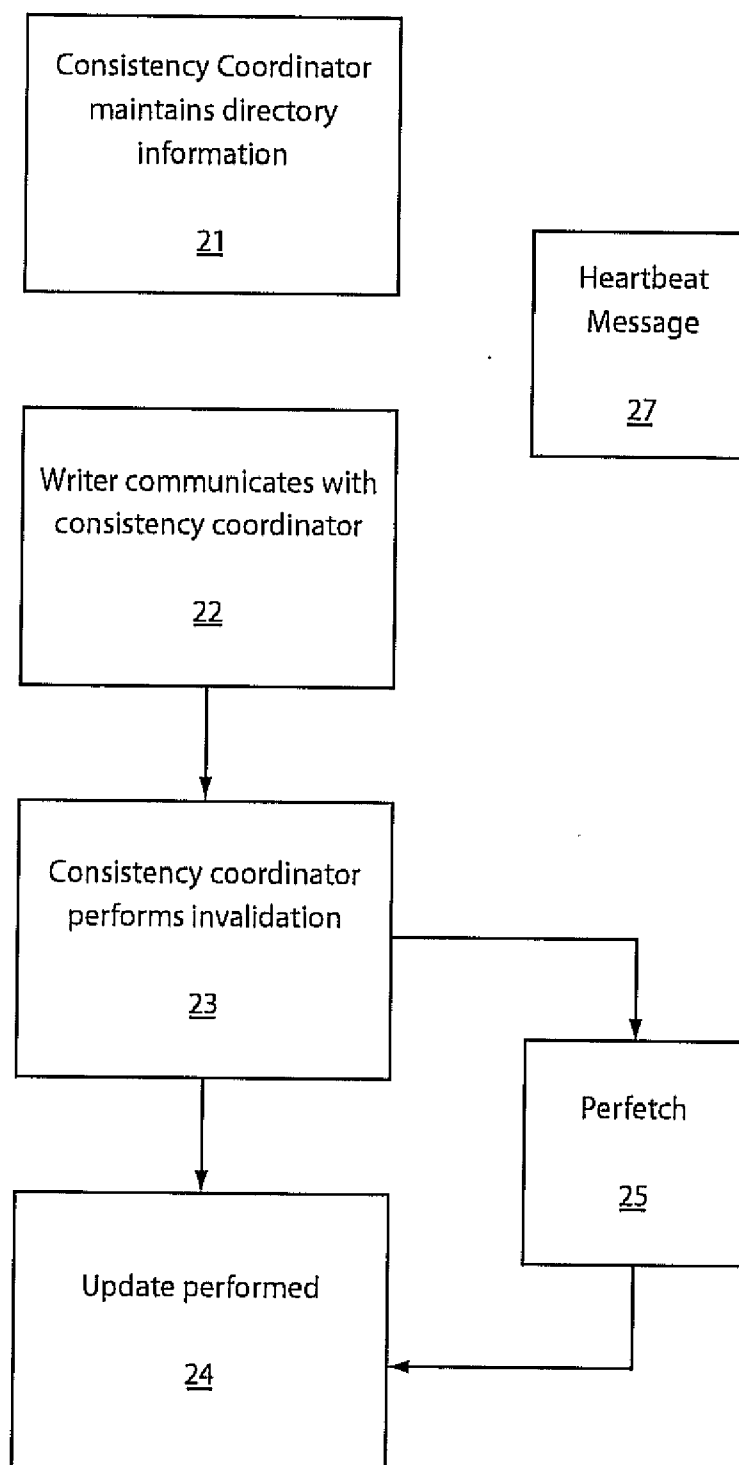 Consistency Coordinator
maintains directory
information
21
Heartbeat
Message
27
Writer communicates with
consistency coordinator
22
Consistency coordinator
performs invalidation
23
Perfetch
25
Update performed
24